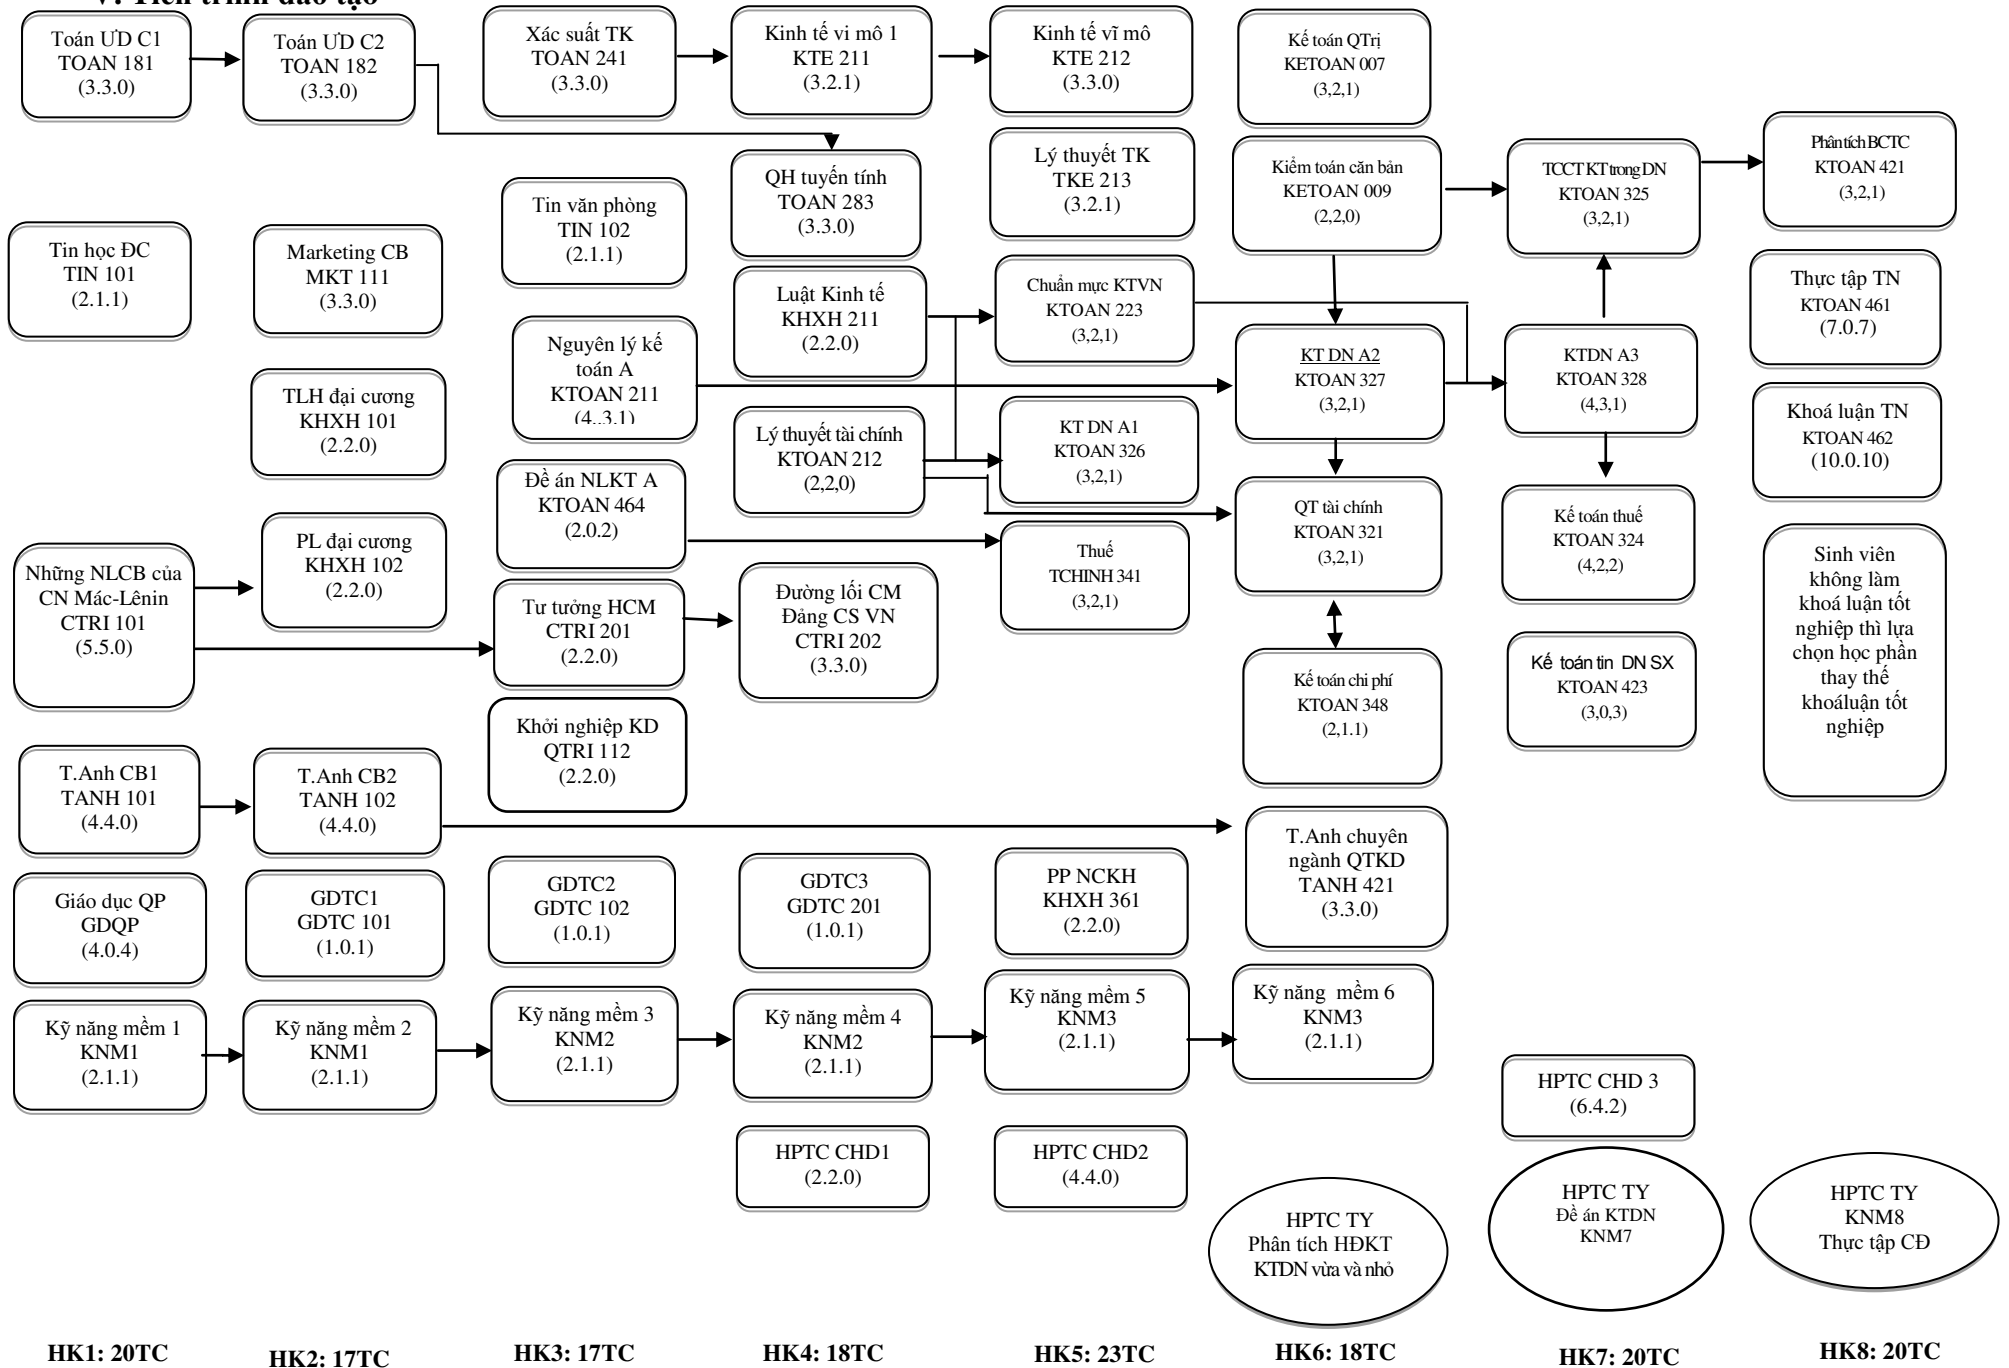 V. Tiến trình đào tạo
Toán ƯD C1
TOAN 181
(3.3.0)
Toán ƯD C2
TOAN 182
(3.3.0)
Xác suất TK
TOAN 241
(3.3.0)
Kinh tế vi mô 1
KTE 211
(3.2.1)
Kinh tế vĩ mô
KTE 212
(3.3.0)
Kế toán QTrị
KETOAN 007
(3,2,1)
QH tuyến tính
TOAN 283
(3.3.0)
Lý thuyết TK
TKE 213
(3.2.1)
Kiểm toán căn bản
KETOAN 009
(2,2,0)
TCCT KT trong DN
KTOAN 325
(3,2,1)
Phân tích BCTC
KTOAN 421
(3,2,1)
Tin học ĐC
TIN 101
(2.1.1)
Marketing CB
MKT 111
(3.3.0)
Tin văn phòng
TIN 102
(2.1.1)
Luật Kinh tế
KHXH 211
(2.2.0)
Chuẩn mực KTVN
KTOAN 223
(3,2,1)
Thực tập TN
KTOAN 461
(7.0.7)
TLH đại cương
KHXH 101
(2.2.0)
Nguyên lý kế
toán A
KTOAN 211
(4..3.1)
KT DN A2
KTOAN 327
(3,2,1)
KTDN A3
KTOAN 328
(4,3,1)
Khoá luận TN
KTOAN 462
(10.0.10)
Lý thuyết tài chính
KTOAN 212
(2,2,0)
KT DN A1
KTOAN 326
(3,2,1)
Đề án NLKT A
KTOAN 464
(2.0.2)
QT tài chính
KTOAN 321
(3,2,1)
Kế toán thuế
KTOAN 324
(4,2,2)
Những NLCB của
CN Mác-Lênin
CTRI 101
(5.5.0)
PL đại cương
KHXH 102
(2.2.0)
Tư tưởng HCM
CTRI 201
(2.2.0)
Đường lối CM
Đảng CS VN
CTRI 202
(3.3.0)
Thuế
TCHINH 341
(3,2,1)
Sinh viên
không làm
khoá luận tốt
nghiệp thì lựa
chọn học phần
thay thế
khoáluận tốt
nghiệp
Kế toán chi phí
KTOAN 348
(2,1.1)
Kế toán tin DN SX
KTOAN 423
(3,0,3)
Khởi nghiệp KD
QTRI 112
(2.2.0)
T.Anh CB1
TANH 101
(4.4.0)
T.Anh CB2
TANH 102
(4.4.0)
T.Anh chuyên
ngành QTKD
TANH 421
(3.3.0)
Giáo dục QP
GDQP
(4.0.4)
GDTC1
GDTC 101
(1.0.1)
GDTC2
GDTC 102
(1.0.1)
GDTC3
GDTC 201
(1.0.1)
PP NCKH
KHXH 361
(2.2.0)
Kỹ năng mềm 1
KNM1
(2.1.1)
Kỹ năng mềm 2
KNM1
(2.1.1)
Kỹ năng mềm 3
KNM2
(2.1.1)
Kỹ năng mềm 4
KNM2
(2.1.1)
Kỹ năng mềm 5
KNM3
(2.1.1)
Kỹ năng mềm 6
KNM3
(2.1.1)
HPTC CHD 3
(6.4.2)
HPTC CHD1
(2.2.0)
HPTC CHD2
(4.4.0)
HPTC TY
Phân tích HĐKT
KTDN vừa và nhỏ
HPTC TY
Đề án KTDN
KNM7
HPTC TY
KNM8
Thực tập CĐ
HK1: 20TC
HK2: 17TC
HK3: 17TC
HK4: 18TC
HK5: 23TC
HK6: 18TC
HK7: 20TC
HK8: 20TC